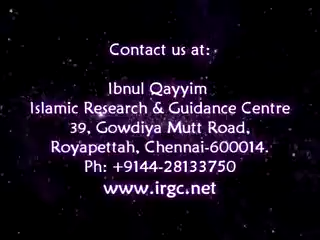 Contact us at:
Ibnul Qayyim
Islamic Research & Guidance Centre
39, Gowdiya Mutt Road,
Royapettah, Chennai-600014.
Ph: +9144-28133750
www.irgc.net